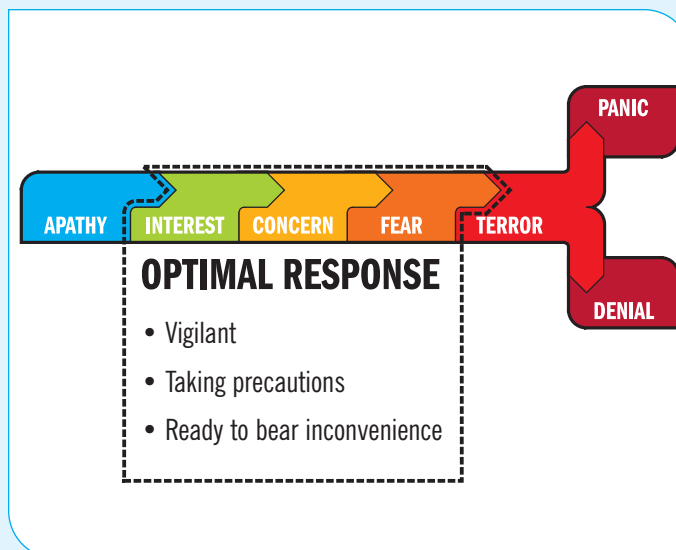 PANIC
APATHY INTEREST CONCERN FEAR TERROR
OPTIMAL RESPONSE
• Vigilant
• Taking precautions
• Ready to bear inconvenience
DENIAL